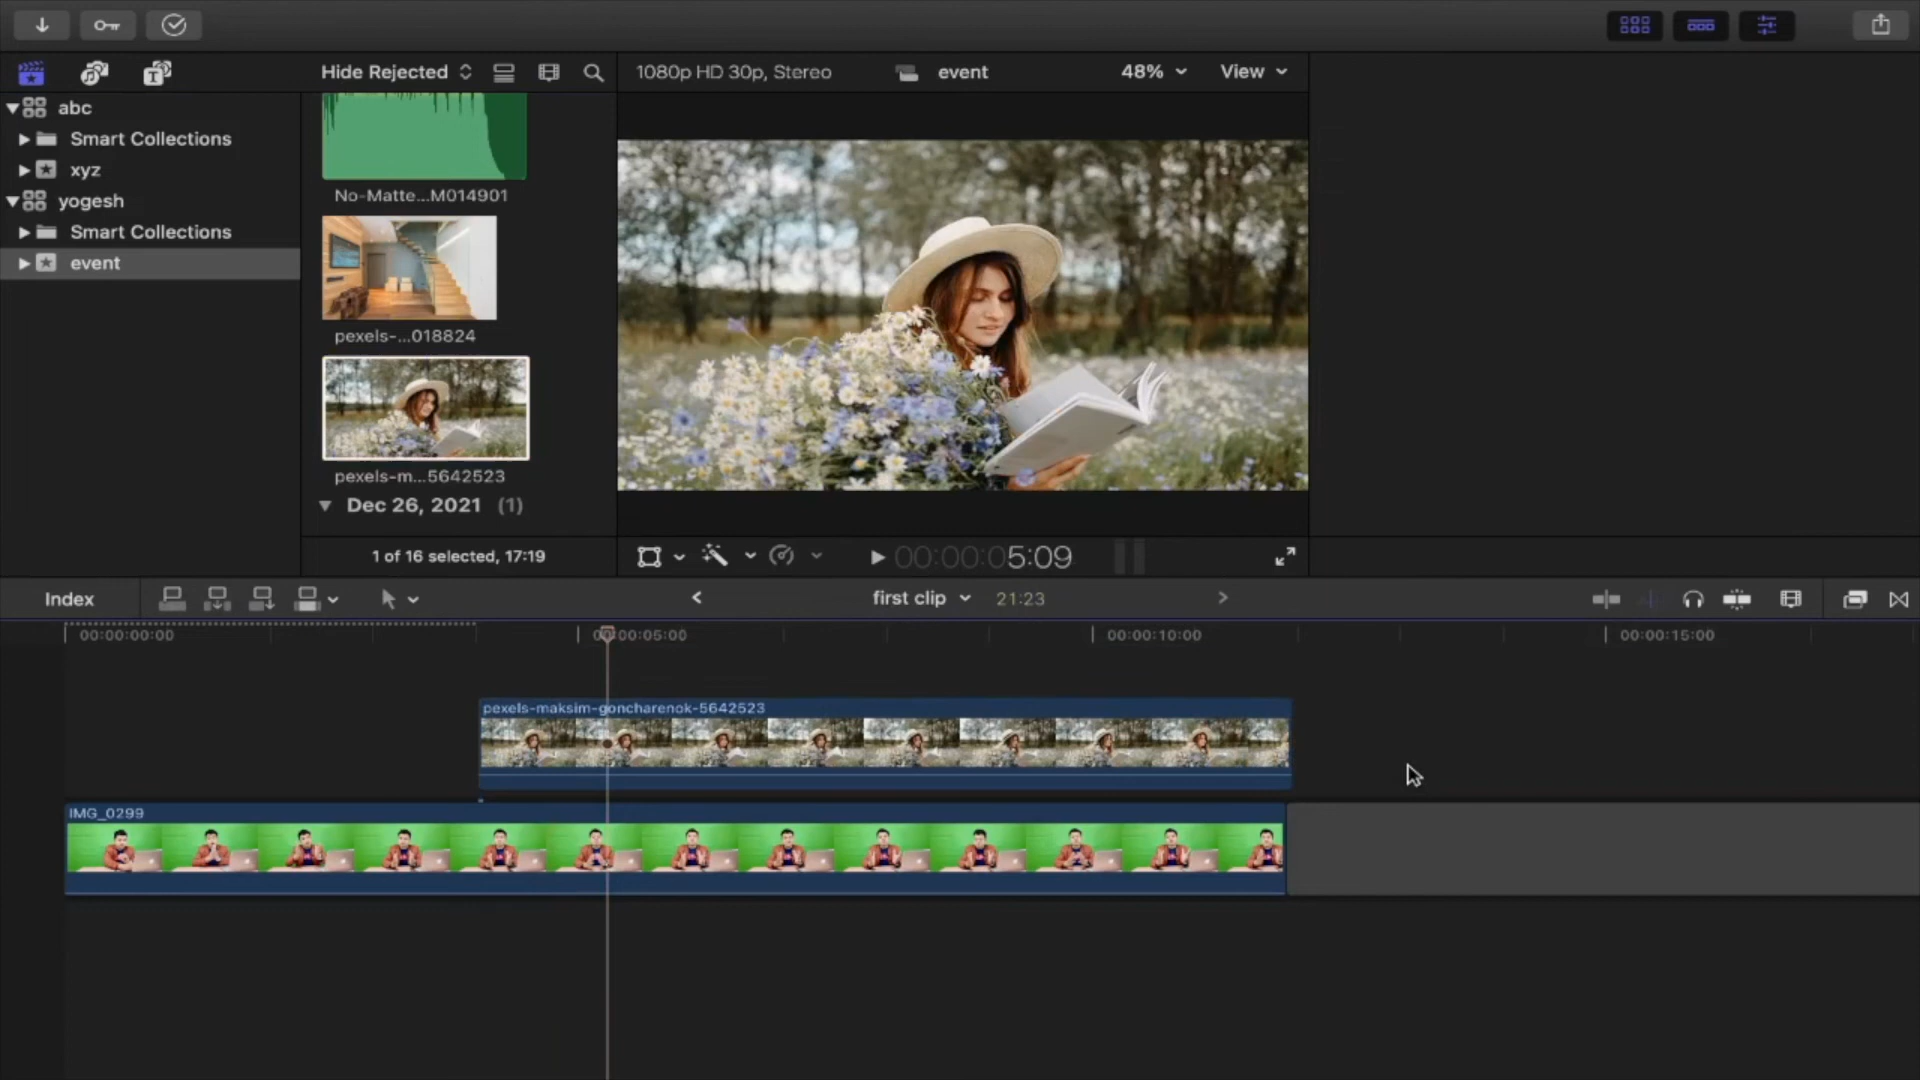 Hide Rejected
1080p HD 30p, Stereo
event
48%
View
abc
Smart Collections
xyz
yogesh
Smart Collections
event
No-Matte...M014901
pexels-...018824
pexels-m...5642523
Dec 26, 2021 (1)
1 of 16 selected, 17:19
00:00:05:09
Index
first clip
21:23
00:00:00:00
00:00:05:00
00:00:10:00
00:00:15:00
pexels-maksim-goncharenok-5642523
IMG_0299